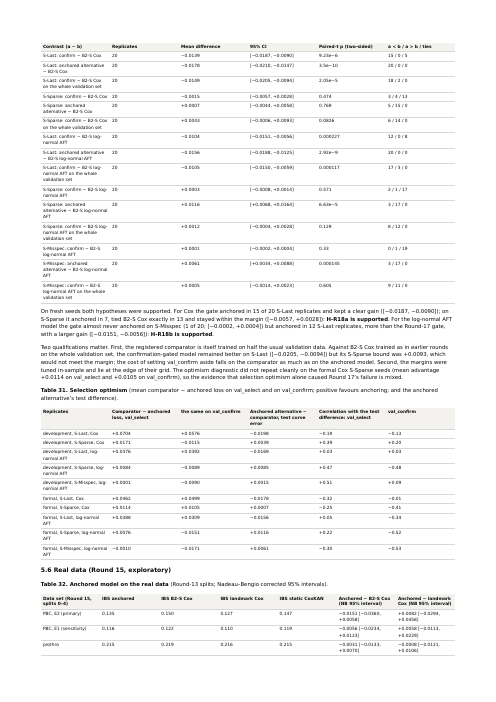 Contrast (a − b) Replicates Mean difference 95% CI Paired-t p (two-sided) a < b / a > b / ties
S-Last: confirm − B2-S Cox 20 −0.0139 [−0.0187, −0.0090] 9.23e−6 15 / 0 / 5
S-Last: anchored alternative 20 −0.0178 [−0.0210, −0.0147] 3.5e−10 20 / 0 / 0
− B2-S Cox
S-Last: confirm − B2-S Cox 20 −0.0149 [−0.0205, −0.0094] 2.05e−5 18 / 2 / 0
on the whole validation set
S-Sparse: confirm − B2-S Cox 20 −0.0015 [−0.0057, +0.0028] 0.474 3 / 4 / 13
S-Sparse: anchored 20 +0.0007 [−0.0044, +0.0058] 0.769 5 / 15 / 0
alternative − B2-S Cox
S-Sparse: confirm − B2-S Cox 20 +0.0043 [−0.0006, +0.0093] 0.0826 6 / 14 / 0
on the whole validation set
S-Last: confirm − B2-S log- 20 −0.0104 [−0.0151, −0.0056] 0.000227 12 / 0 / 8
normal AFT
S-Last: anchored alternative 20 −0.0156 [−0.0188, −0.0125] 2.92e−9 20 / 0 / 0
− B2-S log-normal AFT
S-Last: confirm − B2-S log- 20 −0.0105 [−0.0150, −0.0059] 0.000117 17 / 3 / 0
normal AFT on the whole
validation set
S-Sparse: confirm − B2-S log- 20 +0.0003 [−0.0008, +0.0014] 0.571 2 / 1 / 17
normal AFT
S-Sparse: anchored 20 +0.0116 [+0.0068, +0.0164] 6.63e−5 3 / 17 / 0
alternative − B2-S log-normal
AFT
S-Sparse: confirm − B2-S log- 20 +0.0012 [−0.0004, +0.0028] 0.129 8 / 12 / 0
normal AFT on the whole
validation set
S-Misspec: confirm − B2-S 20 +0.0001 [−0.0002, +0.0004] 0.33 0 / 1 / 19
log-normal AFT
S-Misspec: anchored 20 +0.0061 [+0.0034, +0.0088] 0.000145 3 / 17 / 0
alternative − B2-S log-normal
AFT
S-Misspec: confirm − B2-S 20 +0.0005 [−0.0014, +0.0023] 0.605 9 / 11 / 0
log-normal AFT on the whole
validation set
On fresh seeds both hypotheses were supported. For Cox the gate anchored in 15 of 20 S-Last replicates and kept a clear gain ([−0.0187, −0.0090]); on
S-Sparse it anchored in 7, tied B2-S Cox exactly in 13 and stayed within the margin ([−0.0057, +0.0028]): H-R18a is supported. For the log-normal AFT
model the gate almost never anchored on S-Misspec (1 of 20; [−0.0002, +0.0004]) but anchored in 12 S-Last replicates, more than the Round-17 gate,
with a larger gain ([−0.0151, −0.0056]): H-R18b is supported.
Two qualifications matter. First, the registered comparator is itself trained on half the usual validation data. Against B2-S Cox trained as in earlier rounds
on the whole validation set, the confirmation-gated model remained better on S-Last ([−0.0205, −0.0094]) but its S-Sparse bound was +0.0093, which
would not meet the margin; the cost of setting val_confirm aside falls on the comparator as much as on the anchored model. Second, the margins were
tuned in-sample and lie at the edge of their grid. The optimism diagnostic did not repeat cleanly on the formal Cox S-Sparse seeds (mean advantage
+0.0114 on val_select and +0.0105 on val_confirm), so the evidence that selection optimism alone caused Round 17's failure is mixed.
Table 31. Selection optimism (mean comparator − anchored loss on val_select and on val_confirm; positive favours anchoring; and the anchored
alternative's test difference).
Replicates Comparator − anchored the same on val_confirm Anchored alternative − Correlation with the test val_confirm
loss, val_select comparator, test curve difference: val_select
error
development, S-Last, Cox +0.0704 +0.0576 −0.0198 −0.19 −0.13
development, S-Sparse, Cox +0.0171 −0.0115 +0.0039 +0.39 +0.20
development, S-Last, log- +0.0376 +0.0392 −0.0169 +0.03 +0.03
normal AFT
development, S-Sparse, log- +0.0084 −0.0089 +0.0085 +0.47 −0.48
normal AFT
development, S-Misspec, log- −0.0001 −0.0090 +0.0015 +0.51 +0.09
normal AFT
formal, S-Last, Cox +0.0462 +0.0499 −0.0178 −0.32 −0.01
formal, S-Sparse, Cox +0.0114 +0.0105 +0.0007 −0.25 −0.41
formal, S-Last, log-normal +0.0388 +0.0309 −0.0156 +0.05 −0.34
AFT
formal, S-Sparse, log-normal −0.0076 −0.0151 +0.0116 +0.22 −0.52
AFT
formal, S-Misspec, log-normal −0.0010 −0.0171 +0.0061 −0.30 −0.53
AFT
5.6 Real data (Round 15, exploratory)
Table 32. Anchored model on the real data (Round-13 splits; Nadeau-Bengio corrected 95% intervals).
Data set (Round 15, IBS anchored IBS B2-S Cox IBS landmark Cox IBS static CoxKAN Anchored − B2-S Cox Anchored − landmark
splits 0–4) (NB 95% interval) Cox (NB 95% interval)
PBC, E2 (primary) 0.135 0.150 0.127 0.147 −0.0151 [−0.0360, +0.0082 [−0.0294,
+0.0058] +0.0458]
PBC, E1 (sensitivity) 0.116 0.122 0.110 0.119 −0.0056 [−0.0234, +0.0058 [−0.0113,
+0.0123] +0.0229]
prothro 0.215 0.219 0.216 0.215 −0.0031 [−0.0133, −0.0008 [−0.0121,
+0.0070] +0.0106]